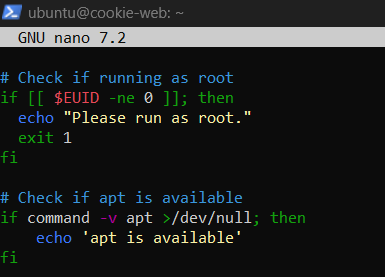 ubuntu@cookie-web: ~
GNU nano 7.2
# Check if running as root
if [[ $EUID -ne 0 ]]; then
  echo "Please run as root."
  exit 1
fi
# Check if apt is available
if command -v apt >/dev/null; then
    echo 'apt is available'
fi